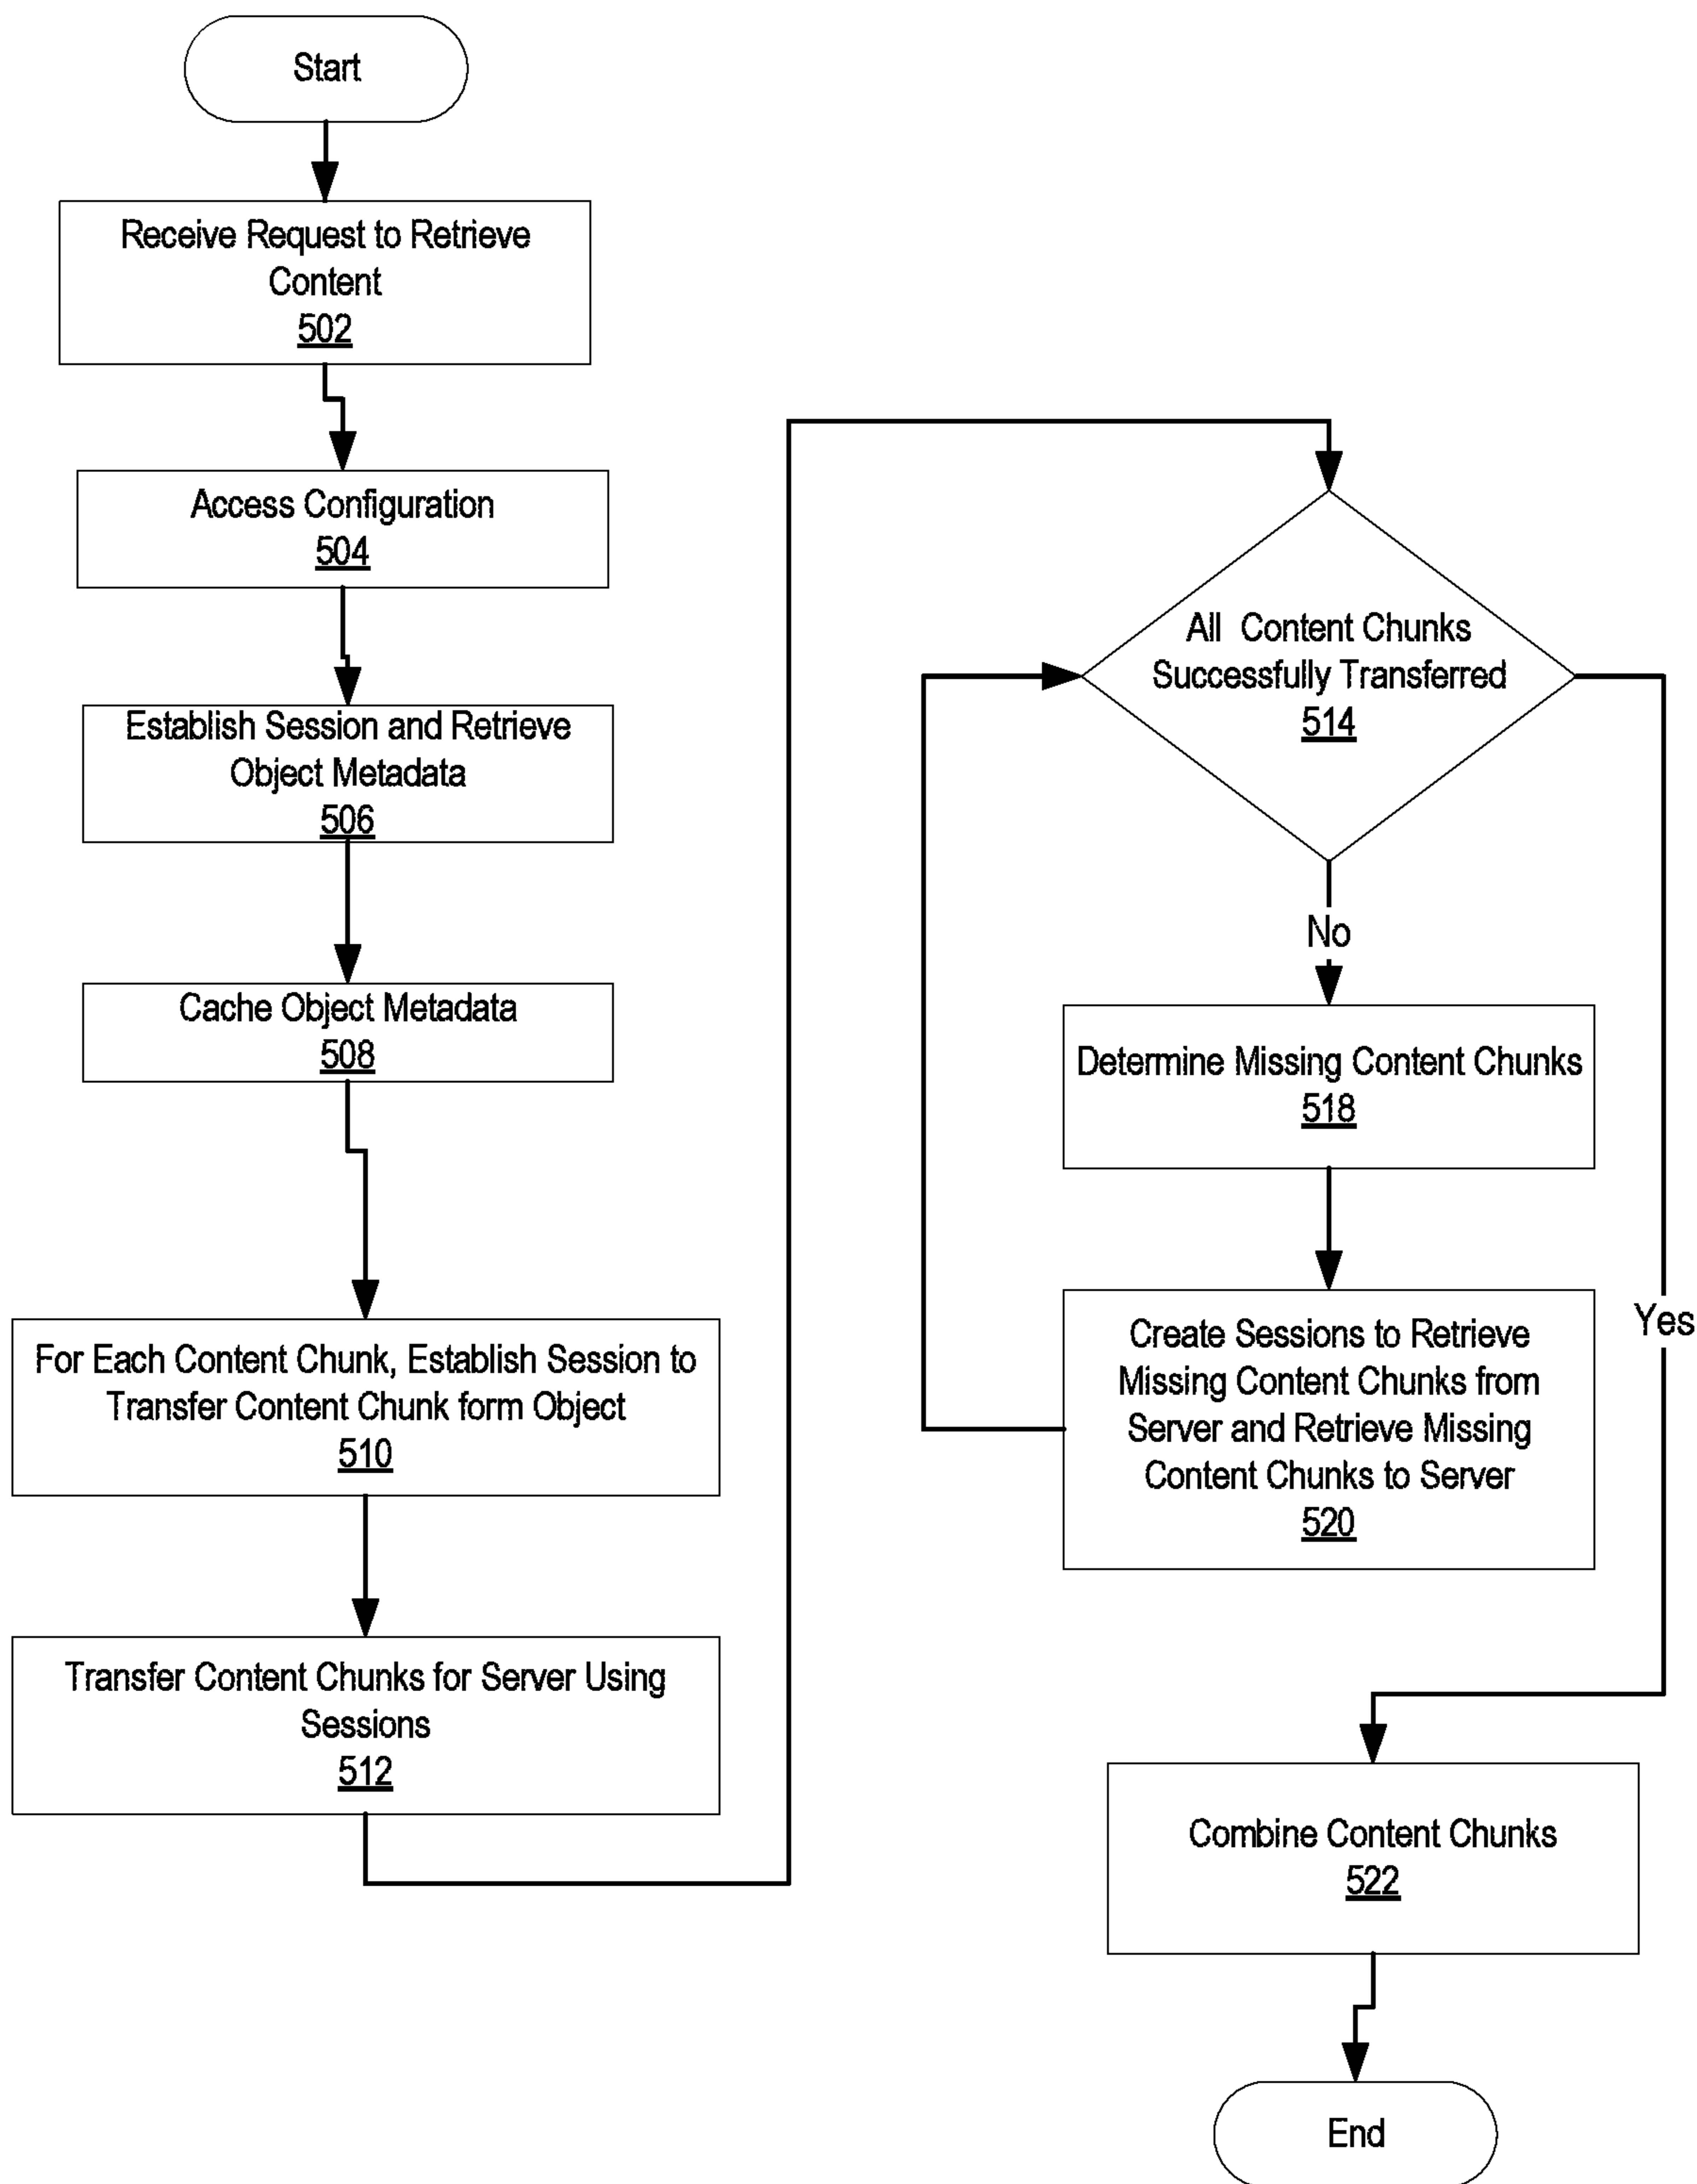 Start
Receive Request to Retrieve
Content
502
Access Configuration
504
Establish Session and Retrieve
Object Metadata
506
Cache Object Metadata
508
For Each Content Chunk, Establish Session to
Transfer Content Chunk form Object
510
Transfer Content Chunks for Server Using
Sessions
512
All Content Chunks
Successfully Transferred
514
No
Determine Missing Content Chunks
518
Create Sessions to Retrieve
Missing Content Chunks from
Server and Retrieve Missing
Content Chunks to Server
520
Yes
Combine Content Chunks
522
End